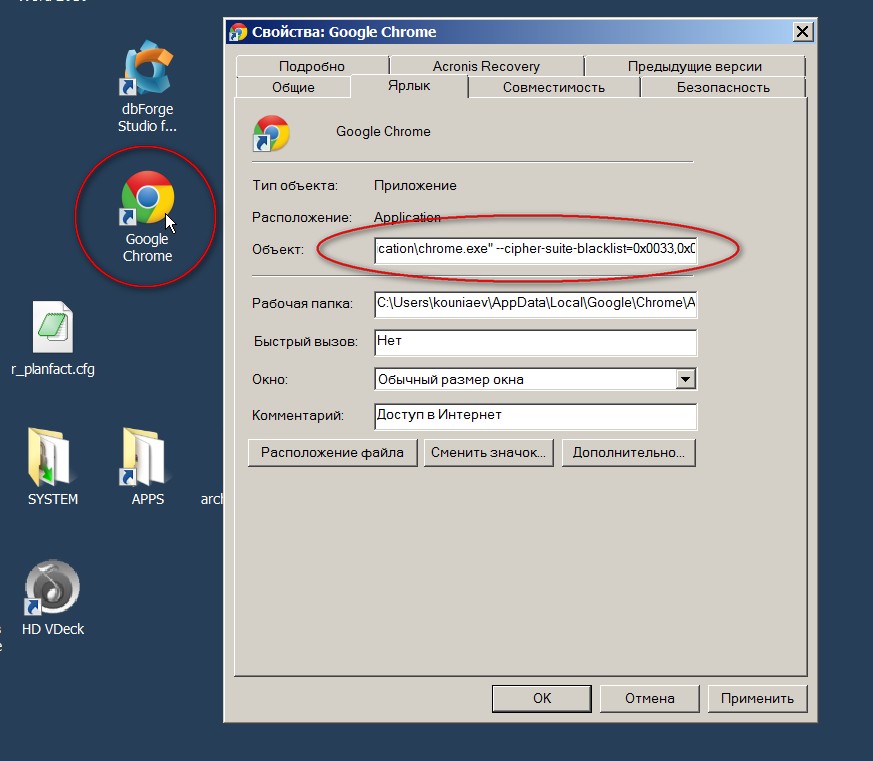 dbForge
Studio f...
Google
Chrome
r_planfact.cfg
SYSTEM
APPS
HD VDeck
Свойства: Google Chrome
Подробно
Acronis Recovery
Предыдущие версии
Общие
Ярлык
Совместимость
Безопасность
Google Chrome
Тип объекта: Приложение
Расположение: Application
Объект: cation\chrome.exe" --cipher-suite-blacklist=0x0033,0x0
Рабочая папка: C:\Users\kouniaev\AppData\Local\Google\Chrome\A
Быстрый вызов: Нет
Окно: Обычный размер окна
Комментарий: Доступ в Интернет
Расположение файла
Сменить значок...
Дополнительно...
OK
Отмена
Применить